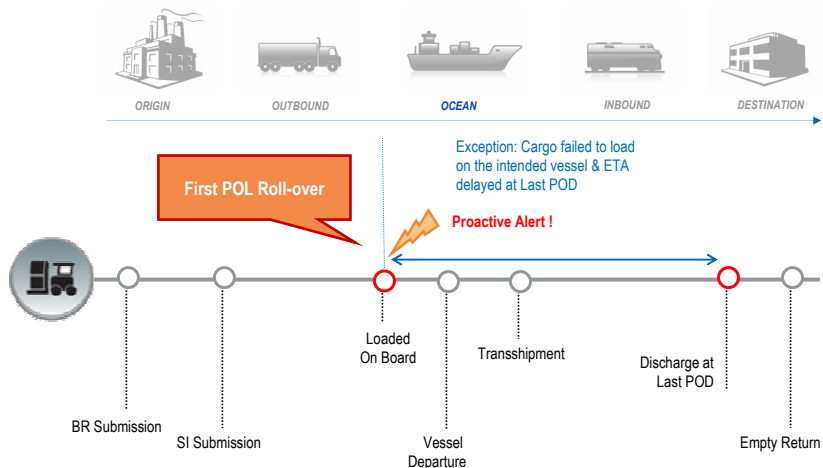 ORIGIN
OUTBOUND
OCEAN
INBOUND
DESTINATION
Exception: Cargo failed to load
on the intended vessel & ETA
delayed at Last POD
First POL Roll-over
Proactive Alert !
Loaded
On Board
Transshipment
Discharge at
Last POD
BR Submission
SI Submission
Vessel
Departure
Empty Return